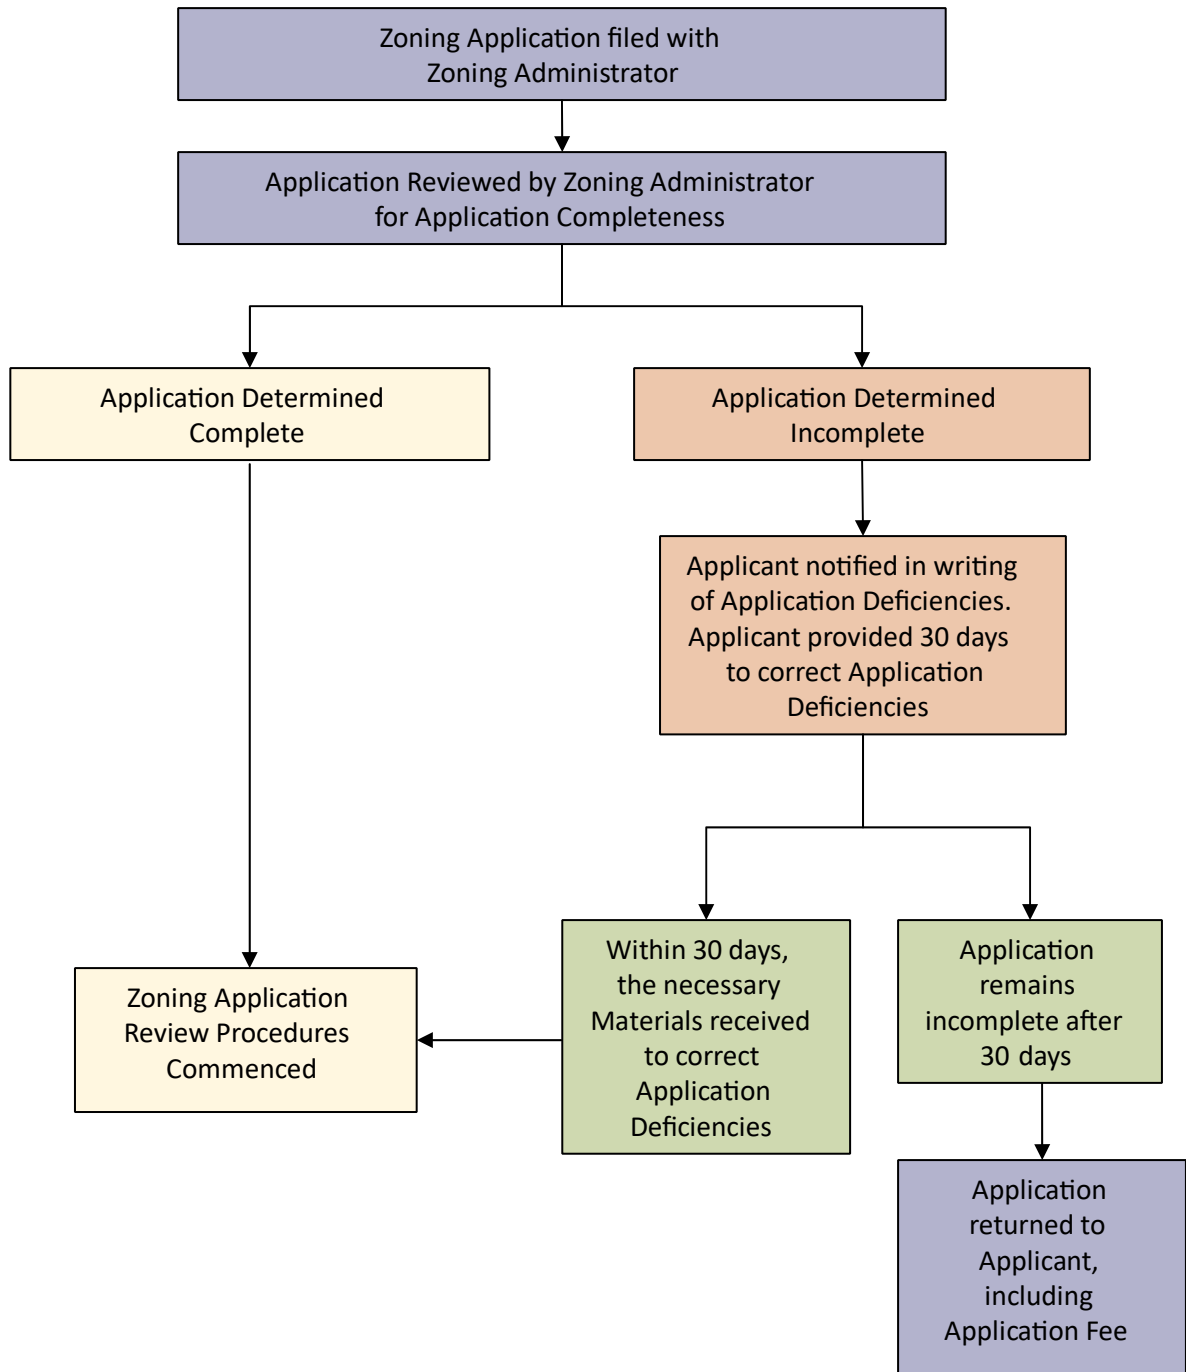 Zoning Application filed with
Zoning Administrator
Application Reviewed by Zoning Administrator
for Application Completeness
Application Determined
Complete
Application Determined
Incomplete
Applicant notified in writing
of Application Deficiencies.
Applicant provided 30 days
to correct Application
Deficiencies
Within 30 days,
the necessary
Materials received
to correct
Application
Deficiencies
Application
remains
incomplete after
30 days
Zoning Application
Review Procedures
Commenced
Application
returned to
Applicant,
including
Application Fee